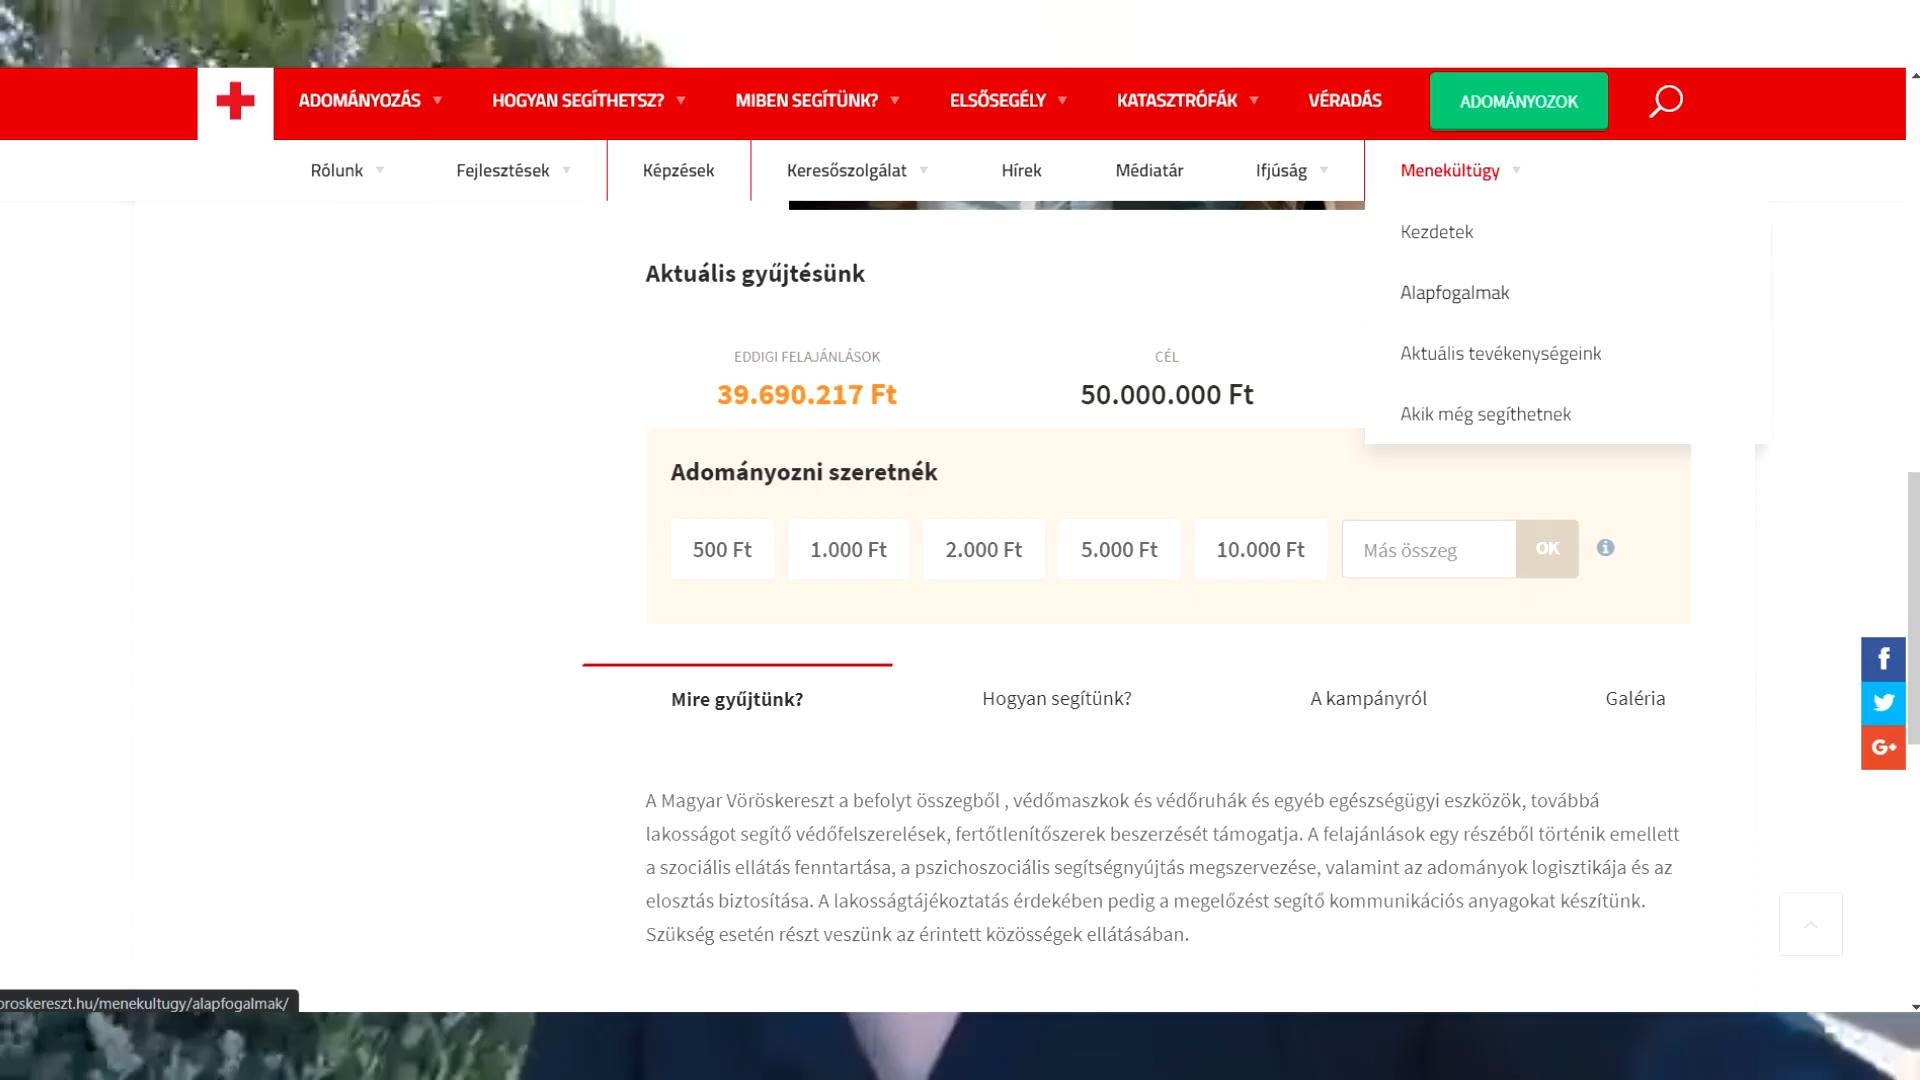 ADOMÁNYOZÁS HOGYAN SEGÍTHETSZ? MIBEN SEGÍTÜNK? ELSŐSEGÉLY KATASZTRÓFÁK VÉRADÁS ADOMÁNYOZOK
Rólunk Fejlesztések Képzések Keresőszolgálat Hírek Médiatár Ifjúság Menekültügy
Kezdetek
Alapfogalmak
Aktuális tevékenységeink
Akik még segíthetnek
Aktuális gyűjtésünk
EDDIGI FELAJÁNLÁSOK CÉL
39.690.217 Ft 50.000.000 Ft
Adományozni szeretnék
500 Ft 1.000 Ft 2.000 Ft 5.000 Ft 10.000 Ft Más összeg OK
Mire gyűjtünk? Hogyan segítünk? A kampányról Galéria
A Magyar Vöröskereszt a befolyt összegből , védőmaszkok és védőruhák és egyéb egészségügyi eszközök, továbbá
lakosságot segítő védőfelszerelések, fertőtlenítőszerek beszerzését támogatja. A felajánlások egy részéből történik emellett
a szociális ellátás fenntartása, a pszichoszociális segítségnyújtás megszervezése, valamint az adományok logisztikája és az
elosztás biztosítása. A lakosságtájékoztatás érdekében pedig a megelőzést segítő kommunikációs anyagokat készítünk.
Szükség esetén részt veszünk az érintett közösségek ellátásában.
oroskereszt.hu/menekultugy/alapfogalmak/